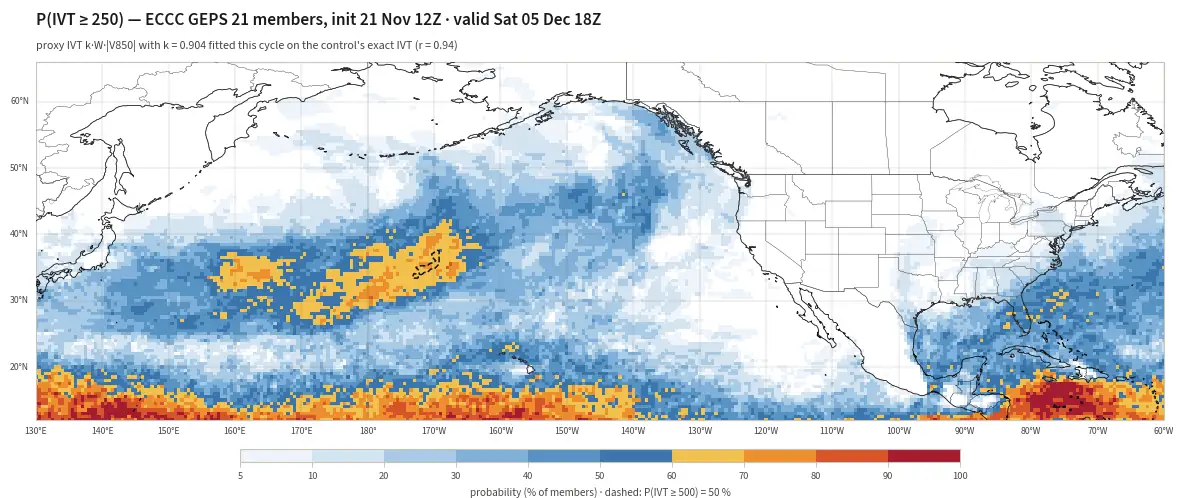 P(IVT ≥ 250) — ECCC GEPS 21 members, init 21 Nov 12Z · valid Sat 05 Dec 18Z
proxy IVT k·W·|V850| with k = 0.904 fitted this cycle on the control's exact IVT (r = 0.94)
60°N
50°N
40°N
30°N
20°N
130°E 140°E 150°E 160°E 170°E 180° 170°W 160°W 150°W 140°W 130°W 120°W 110°W 100°W 90°W 80°W 70°W 60°W
5 10 20 30 40 50 60 70 80 90 100
probability (% of members) · dashed: P(IVT ≥ 500) = 50 %